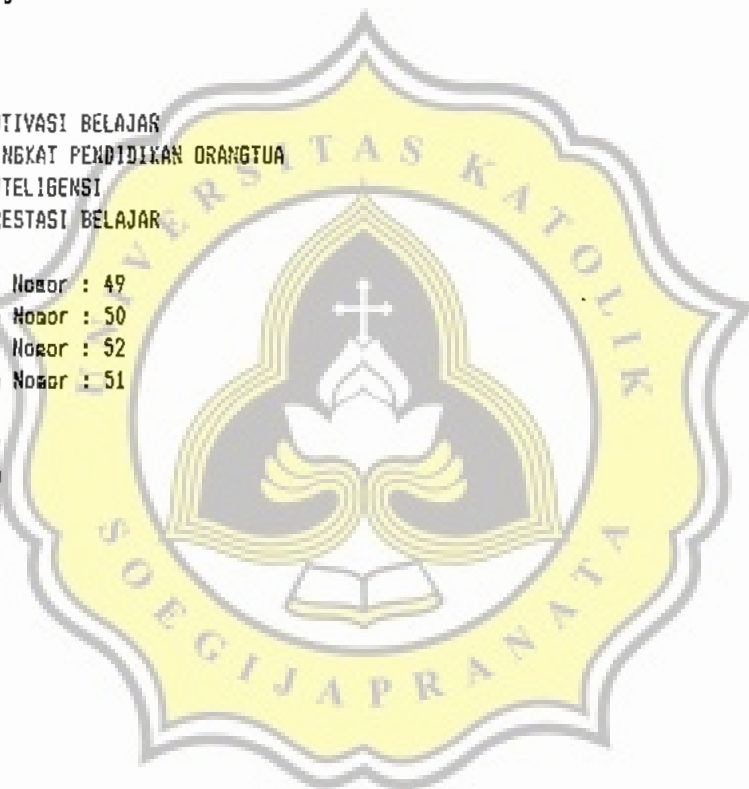 TIVASI BELAJAR
NGKAT PENDIDIKAN ORANGTUA
TELIGENSI
ESTASI BELAJAR
Nomor : 49
Nomor : 50
Nomor : 52
Nomor : 51
UNIVERSITAS KATOLIK
SOEGIJAPRANATA